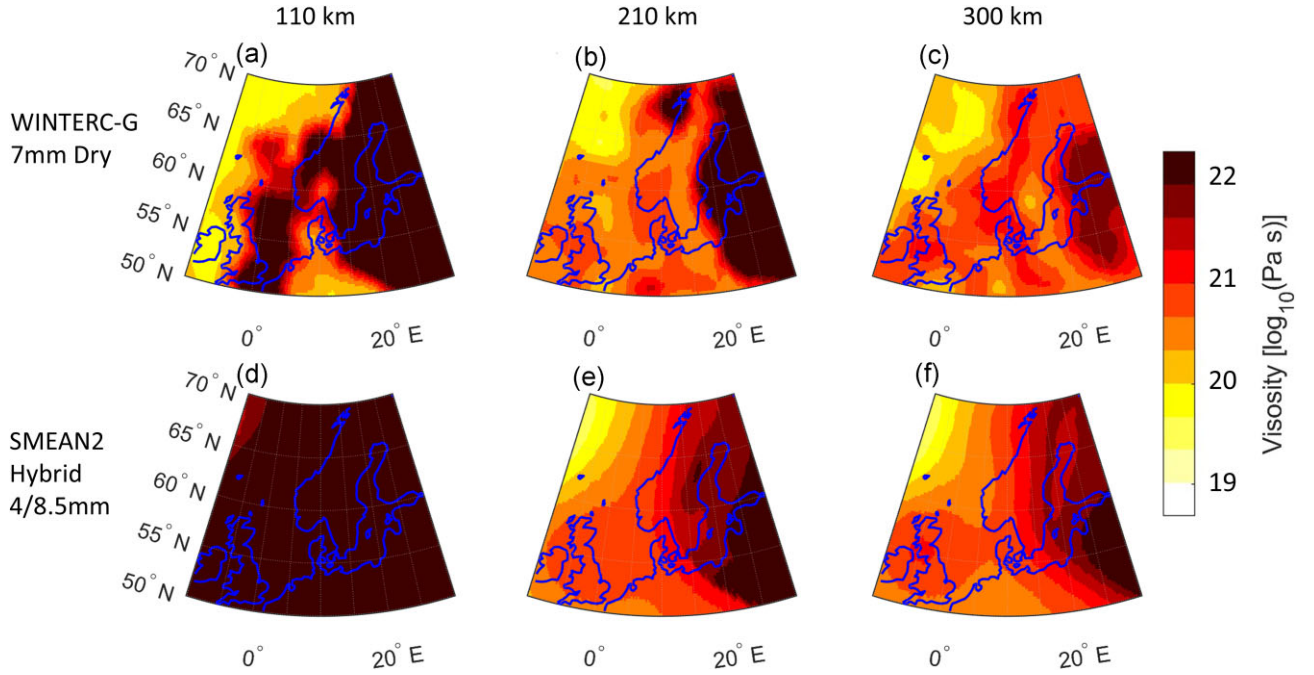 110 km 210 km 300 km
(a) (b) (c)
70° N
65° N
60° N
55° N
50° N
WINTERC-G
7mm Dry
0° 20° E 0° 20° E 0° 20° E
(d) (e) (f)
70° N
65° N
60° N
55° N
50° N
SMEAN2
Hybrid
4/8.5mm
0° 20° E 0° 20° E 0° 20° E
22
21
20
19
Visosity [log10(Pa s)]